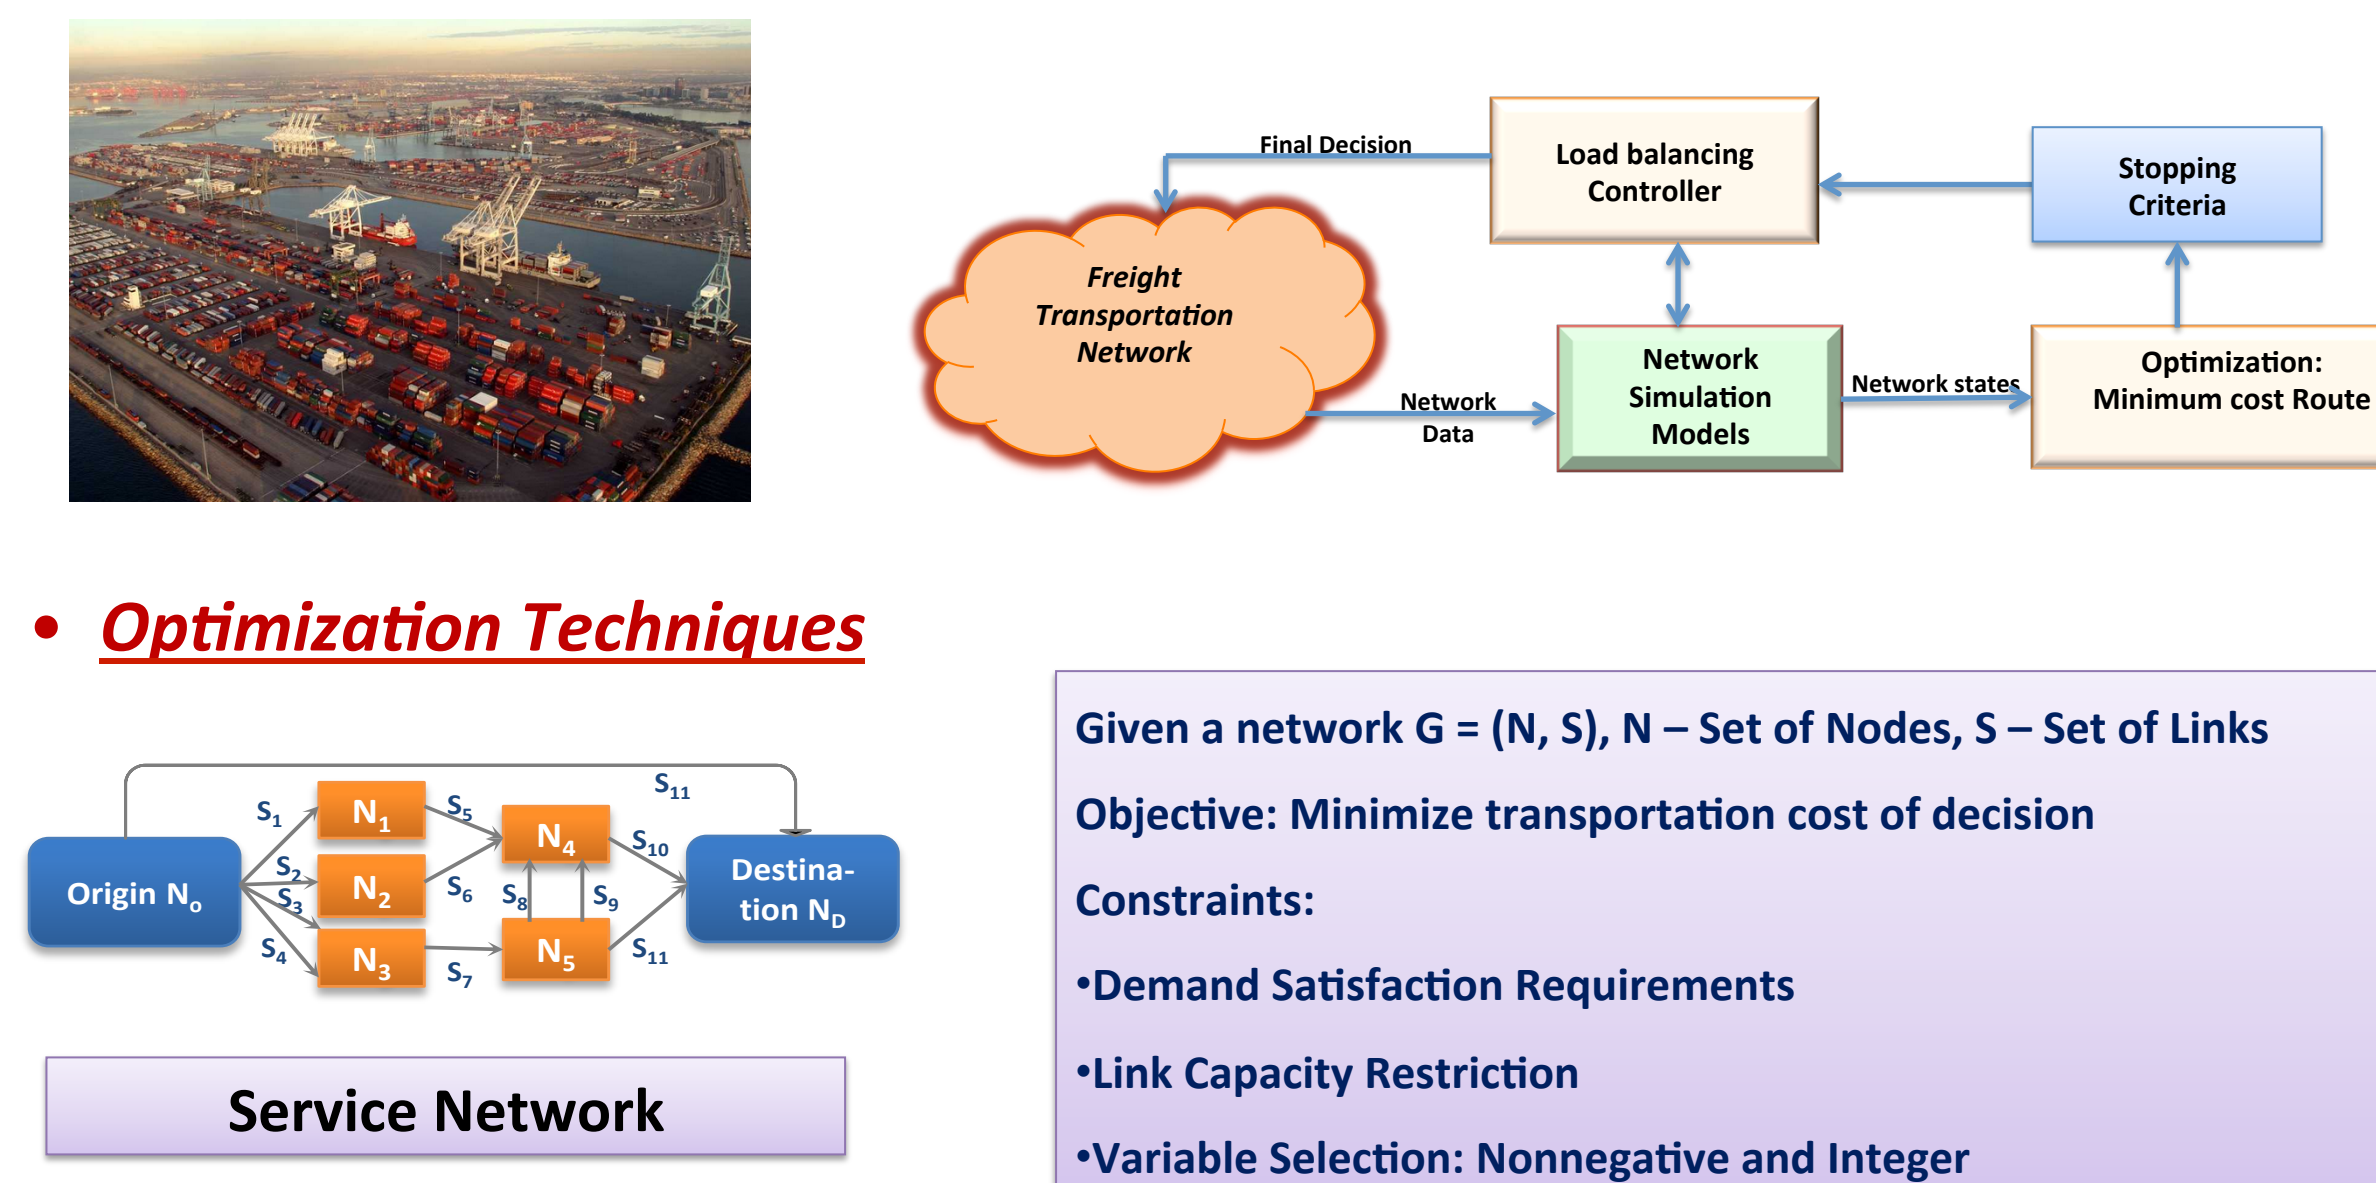 Final Decision
Load balancing
Controller
Stopping
Criteria
Freight
Transportation
Network
Network
Data
Network
Simulation
Models
Network states
Optimization:
Minimum cost Route
• Optimization Techniques
S11
S1
N1
S5
N4
S10
Origin No
S2
S3
N2
S6
S8
S9
Destina-
tion ND
S4
N3
S7
N5
S11
Service Network
Given a network G = (N, S), N – Set of Nodes, S – Set of Links
Objective: Minimize transportation cost of decision
Constraints:
•Demand Satisfaction Requirements
•Link Capacity Restriction
•Variable Selection: Nonnegative and Integer